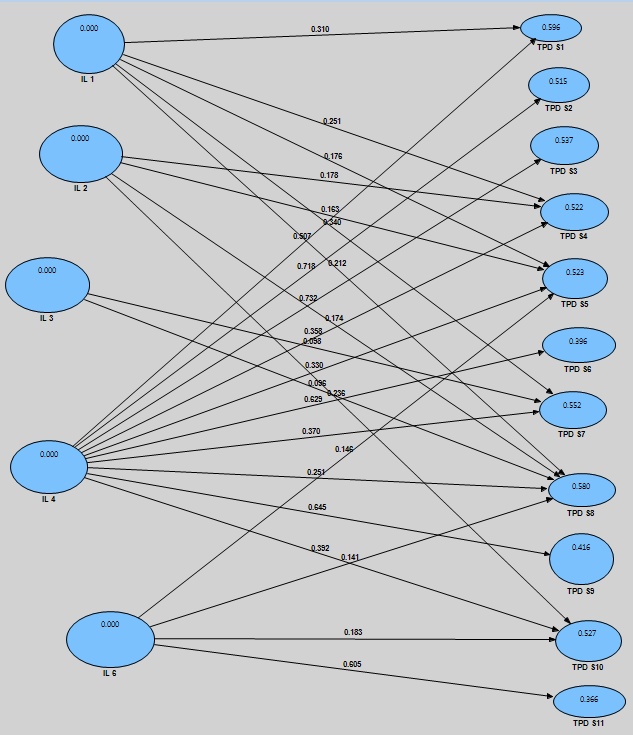 0.000
IL 1
0.310
0.596
TPD $1
0.515
TPD $2
0.251
0.000
IL 2
0.176
0.178
0.537
TPD $3
0.163
0.340
0.522
TPD $4
0.507
0.718
0.212
0.000
IL 3
0.732
0.523
TPD $5
0.174
0.358
0.098
0.330
0.396
TPD $6
0.096
0.236
0.629
0.552
TPD $7
0.370
0.146
0.000
IL 4
0.251
0.580
TPD $8
0.645
0.392
0.141
0.416
TPD $9
0.000
IL 6
0.183
0.527
TPD $10
0.605
0.366
TPD $11